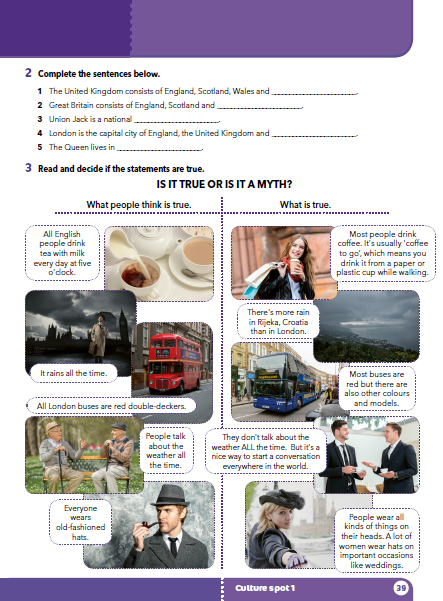 2 Complete the sentences below.
1 The United Kingdom consists of England, Scotland, Wales and ____________________.
2 Great Britain consists of England, Scotland and ____________________.
3 Union Jack is a national ____________________.
4 London is the capital city of England, the United Kingdom and ____________________.
5 The Queen lives in ____________________.
3 Read and decide if the statements are true.
IS IT TRUE OR IS IT A MYTH?
What people think is true.
What is true.
All English
people drink
tea with milk
every day at five
o'clock.
Most people drink
coffee. It's usually 'coffee
to go', which means you
drink it from a paper or
plastic cup while walking.
It rains all the time.
There's more rain
in Rijeka, Croatia
than in London.
All London buses are red double-deckers.
Most buses are
red but there are
also other colours
and models.
People talk
about the
weather all
the time.
They don't talk about the
weather ALL the time. But it's a
nice way to start a conversation
everywhere in the world.
Everyone
wears
old-fashioned
hats.
People wear all
kinds of things on
their heads. A lot of
women wear hats on
important occasions
like weddings.
Culture spot 1
39